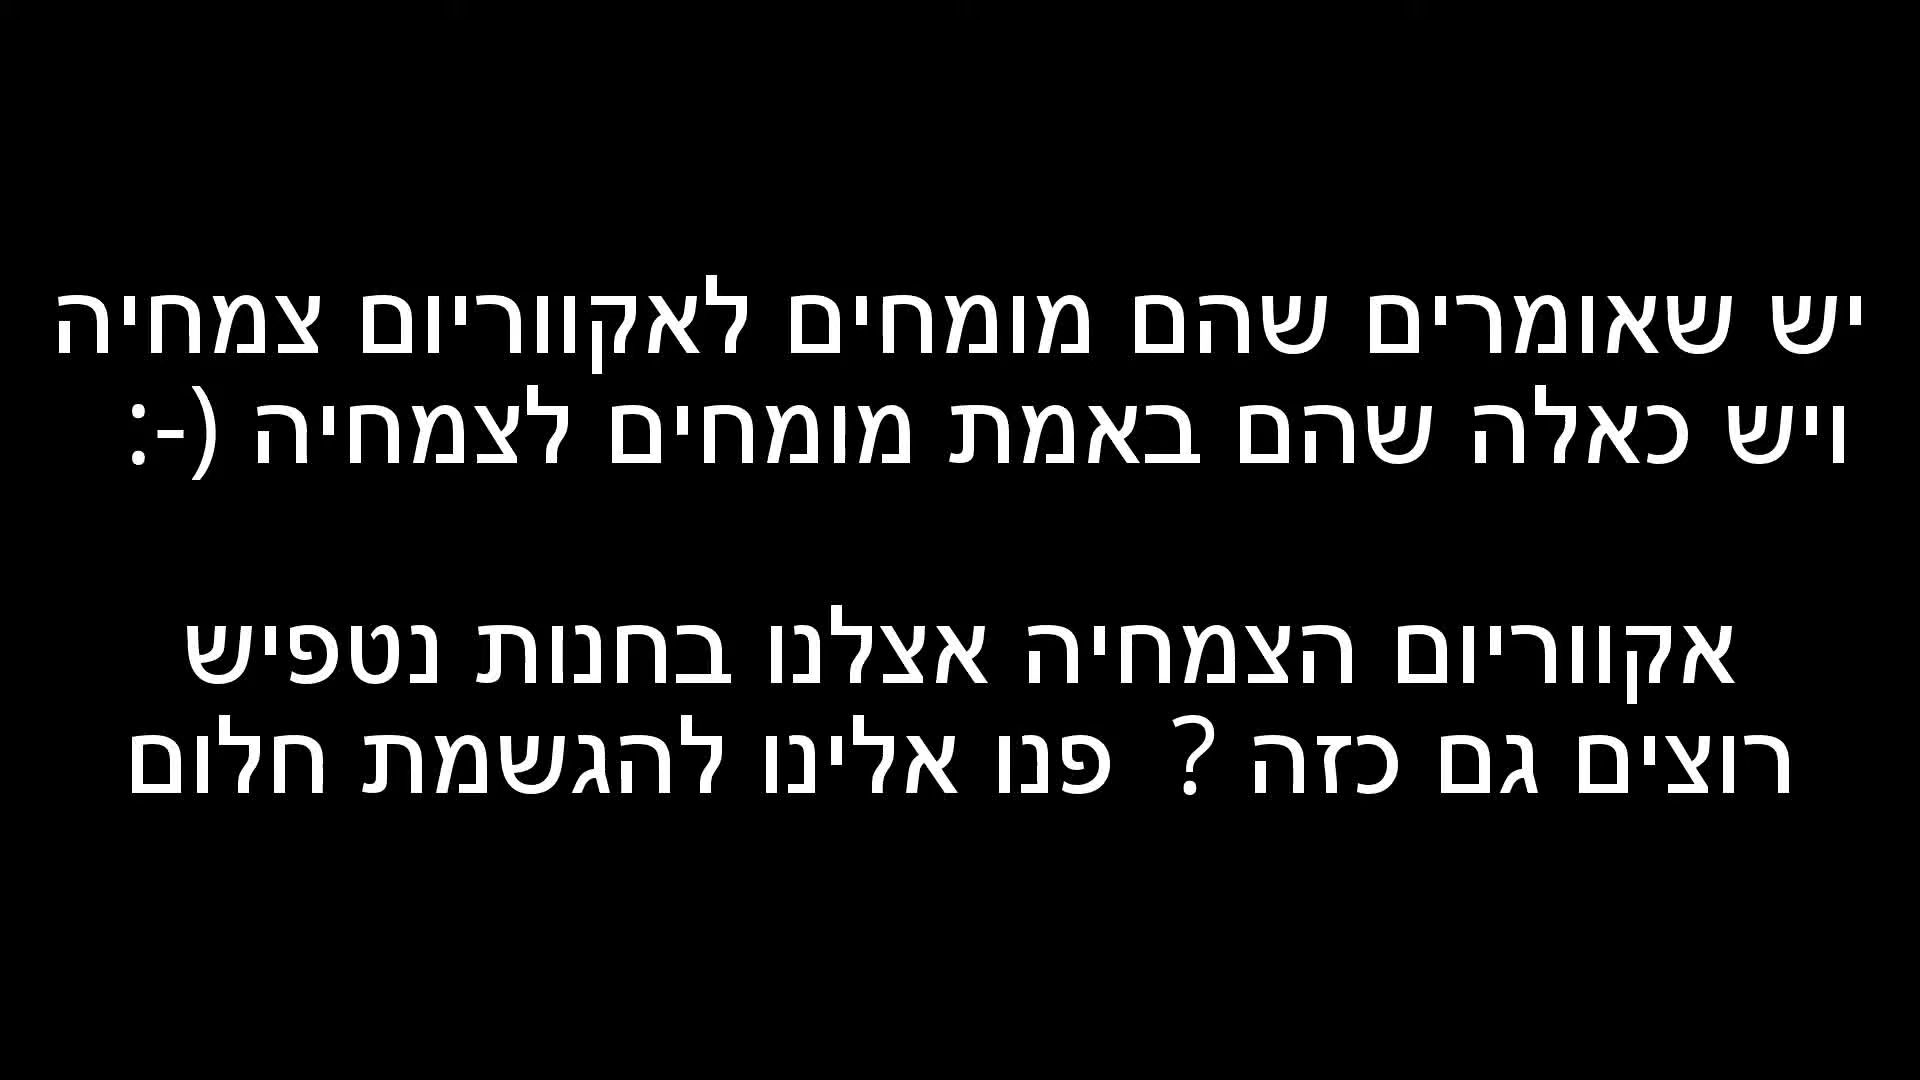 יש שאומרים שהם מומחים לאקווריום צמחיה
ויש כאלה שהם באמת מומחים לצמחיה (-:
אקווריום הצמחיה אצלנו בחנות נטפיש
רוצים גם כזה ? פנו אלינו להגשמת חלום